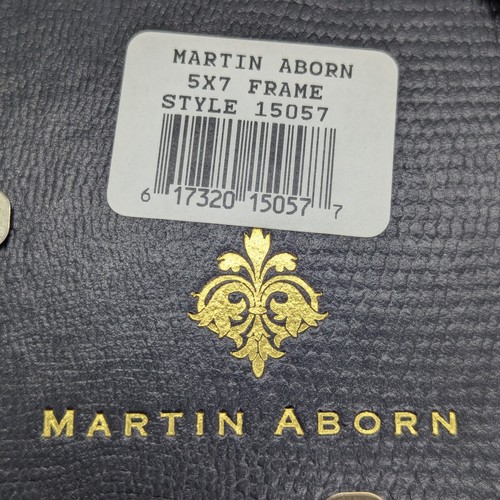 MARTIN ABORN
5X7 FRAME
STYLE 15057
6 17320 15057 7
MARTIN ABORN